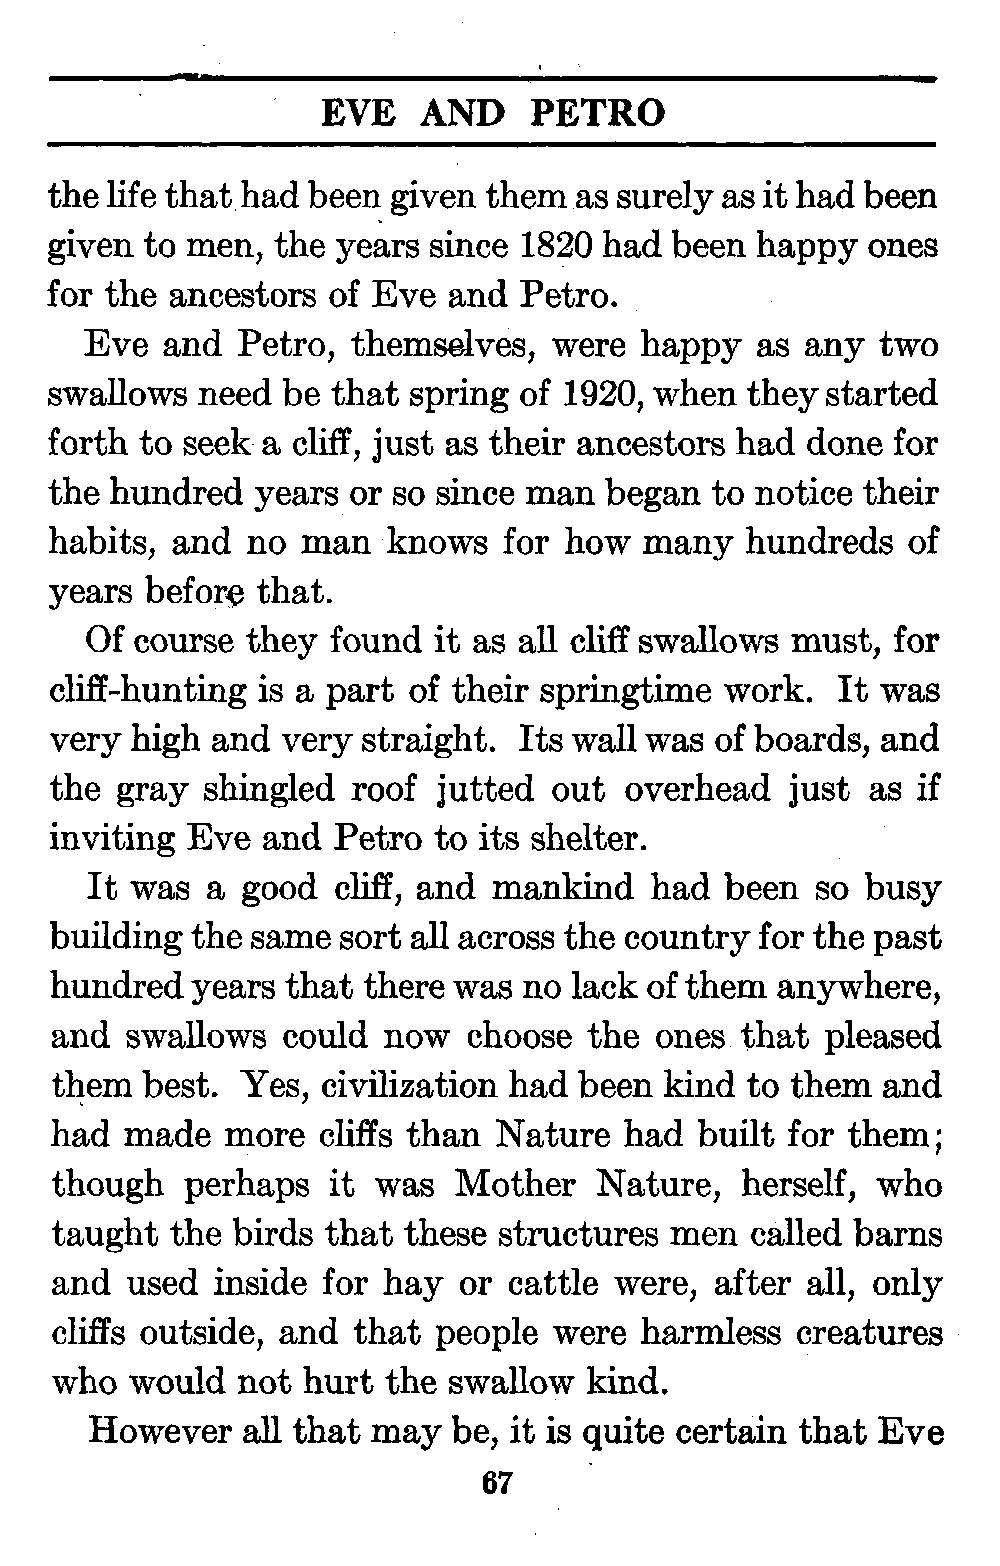 EVE AND PETRO
the life that had been given them as surely as it had been
given to men, the years since 1820 had been happy ones
for the ancestors of Eve and Petro.
Eve and Petro, themselves, were happy as any two
swallows need be that spring of 1920, when they started
forth to seek a cliff, just as their ancestors had done for
the hundred years or so since man began to notice their
habits, and no man knows for how many hundreds of
years before that.
Of course they found it as all cliff swallows must, for
cliff-hunting is a part of their springtime work. It was
very high and very straight. Its wall was of boards, and
the gray shingled roof jutted out overhead just as if
inviting Eve and Petro to its shelter.
It was a good cliff, and mankind had been so busy
building the same sort all across the country for the past
hundred years that there was no lack of them anywhere,
and swallows could now choose the ones that pleased
them best. Yes, civilization had been kind to them and
had made more cliffs than Nature had built for them;
though perhaps it was Mother Nature, herself, who
taught the birds that these structures men called barns
and used inside for hay or cattle were, after all, only
cliffs outside, and that people were harmless creatures
who would not hurt the swallow kind.
However all that may be, it is quite certain that Eve
67